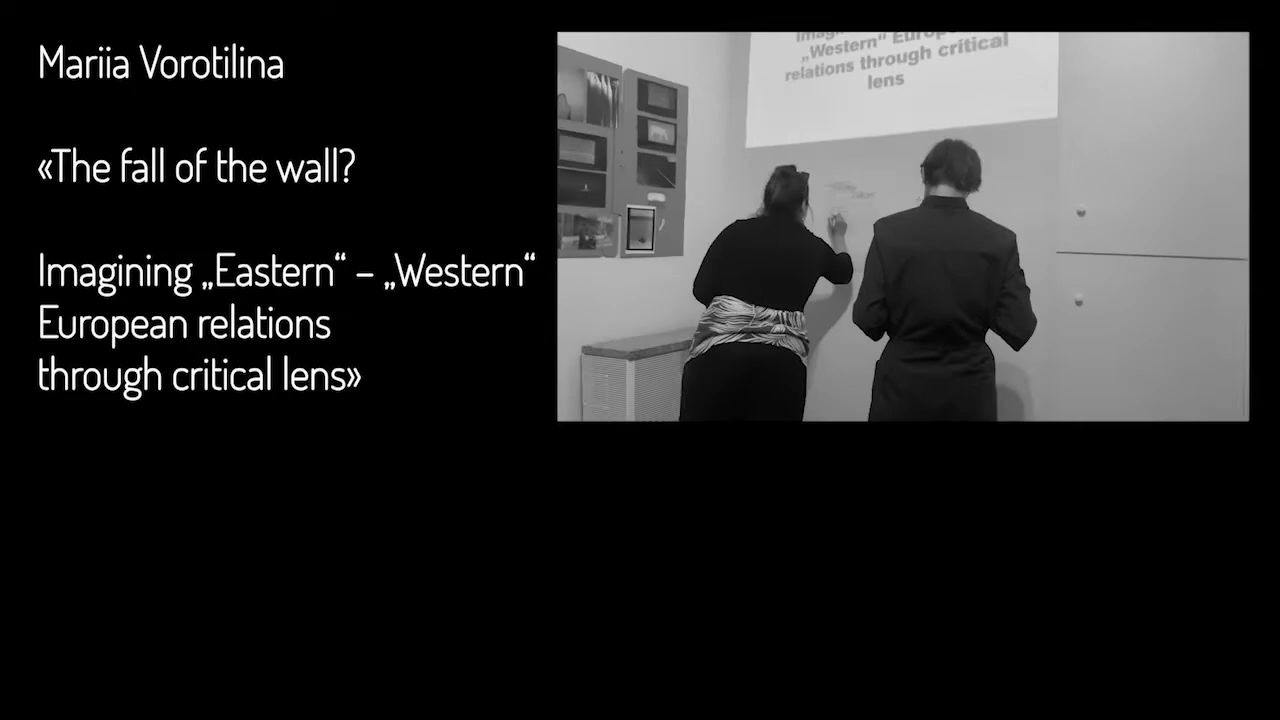 Mariia Vorotilina
«The fall of the wall?
Imagining „Eastern“ – „Western“
European relations
through critical lens»
„Western“
relations through critical
lens